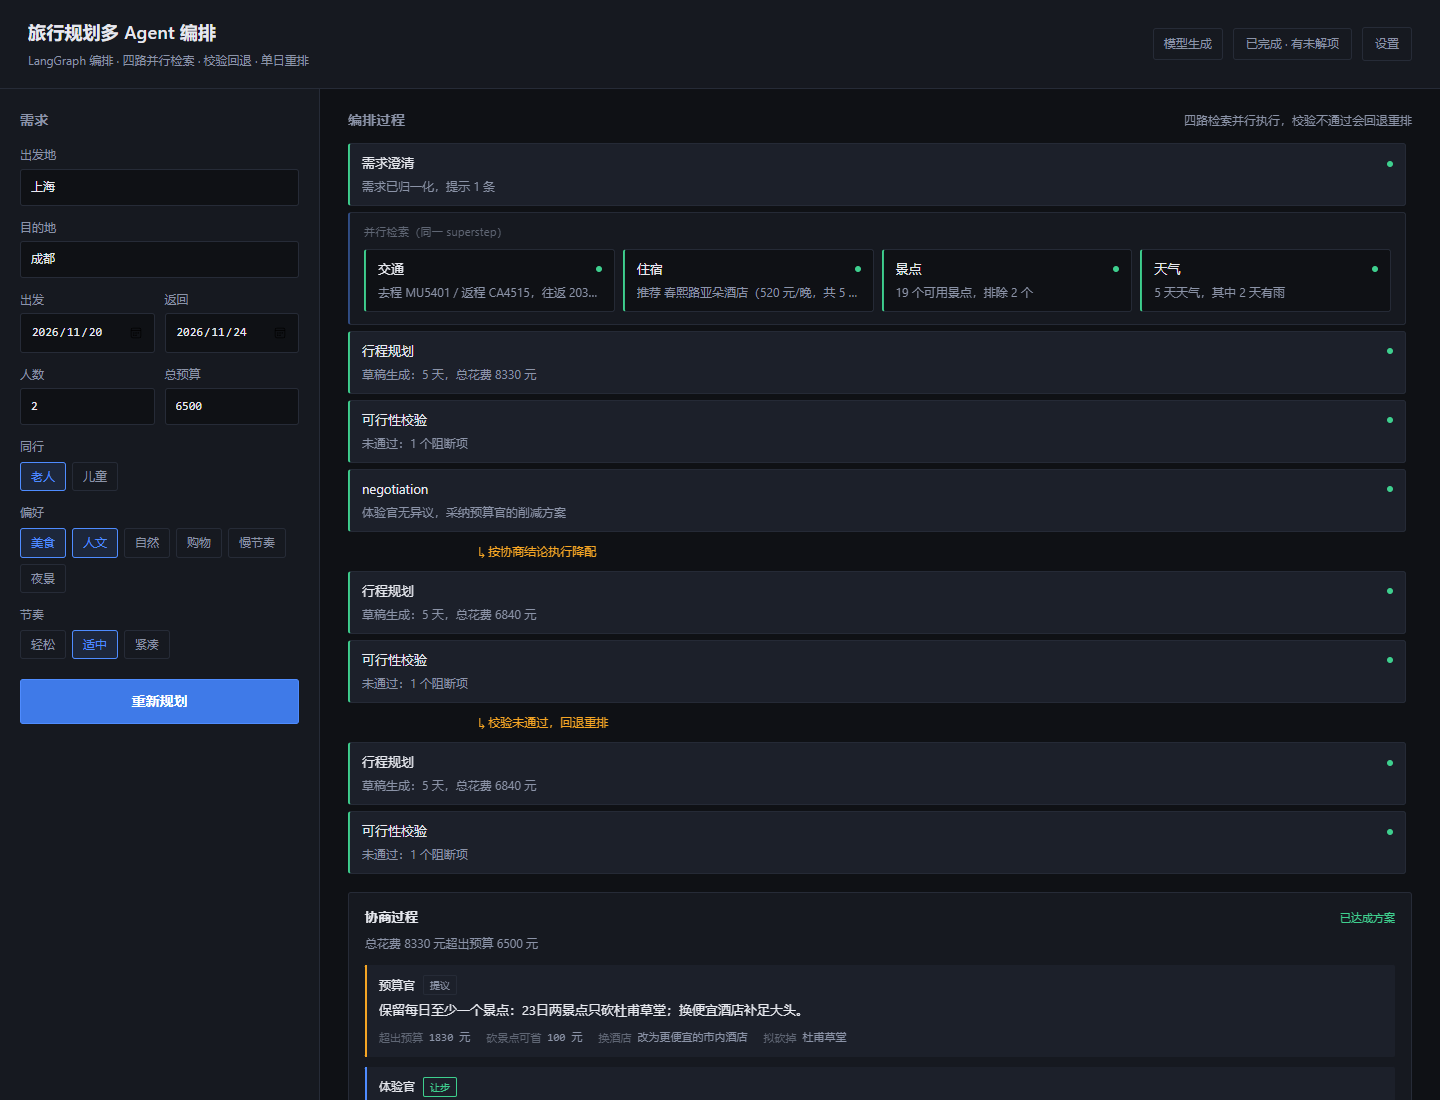 旅行规划多 Agent 编排
LangGraph 编排 · 四路并行检索 · 校验回退 · 单日重排
模型生成
已完成 · 有未解项
设置
需求
出发地
上海
目的地
成都
出发
返回
2026/11/20
2026/11/24
人数
总预算
2
6500
同行
老人
儿童
偏好
美食
人文
自然
购物
慢节奏
夜景
节奏
轻松
适中
紧凑
重新规划
编排过程
四路检索并行执行，校验不通过会回退重排
需求澄清
需求已归一化，提示 1 条
并行检索（同一 superstep）
交通
去程 MU5401 / 返程 CA4515，往返 203...
住宿
推荐 春熙路亚朵酒店（520 元/晚，共 5 ...
景点
19 个可用景点，排除 2 个
天气
5 天天气，其中 2 天有雨
行程规划
草稿生成：5 天，总花费 8330 元
可行性校验
未通过：1 个阻断项
negotiation
体验官无异议，采纳预算官的削减方案
↳ 按协商结论执行降配
行程规划
草稿生成：5 天，总花费 6840 元
可行性校验
未通过：1 个阻断项
↳ 校验未通过，回退重排
行程规划
草稿生成：5 天，总花费 6840 元
可行性校验
未通过：1 个阻断项
协商过程
已达成方案
总花费 8330 元超出预算 6500 元
预算官 提议
保留每日至少一个景点：23日两景点只砍杜甫草堂；换便宜酒店补足大头。
超出预算 1830 元 砍景点可省 100 元 换酒店 改为更便宜的市内酒店 拟砍掉 杜甫草堂
体验官 让步